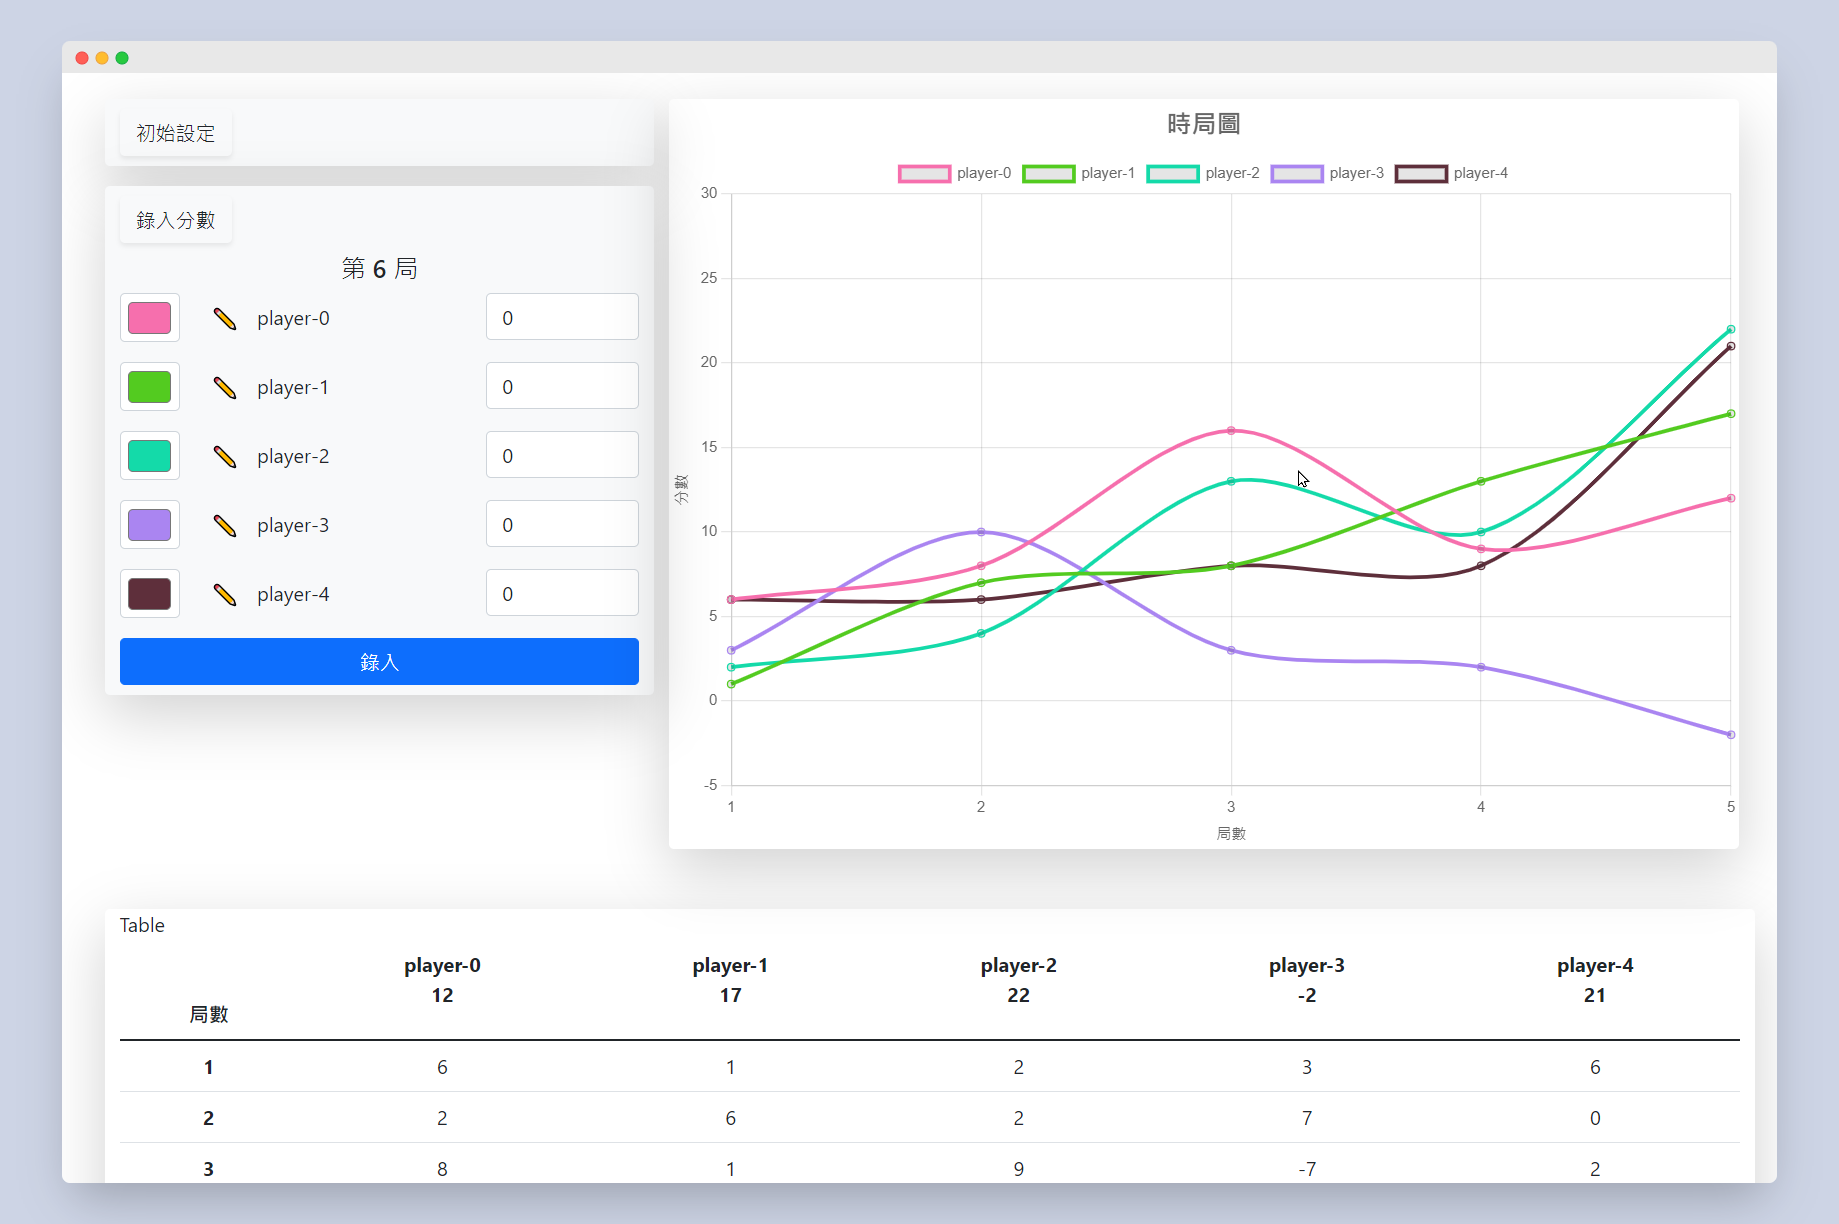 初始設定
錄入分數
第 6 局
player-0 0
player-1 0
player-2 0
player-3 0
player-4 0
錄入
時局圖
player-0 player-1 player-2 player-3 player-4
30
25
20
15
10
5
0
-5
分數
1 2 3 4 5
局數
Table
player-0 player-1 player-2 player-3 player-4
12 17 22 -2 21
局數
1 6 1 2 3 6
2 2 6 2 7 0
3 8 1 9 -7 2